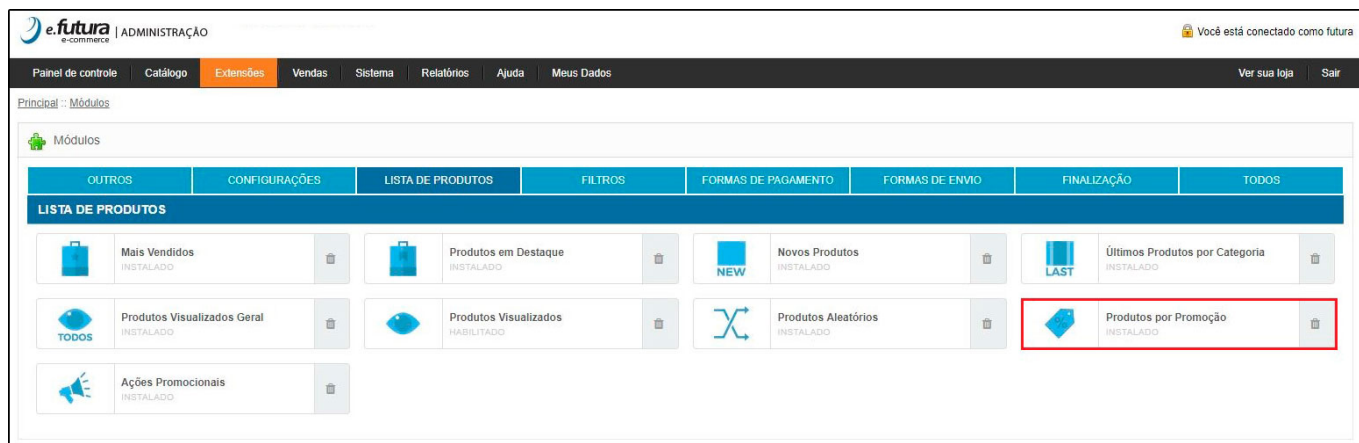 e.futura | ADMINISTRAÇÃO
e-commerce
Você está conectado como futura
Painel de controle Catálogo Extensões Vendas Sistema Relatórios Ajuda Meus Dados Ver sua loja Sair
Principal :: Módulos
Módulos
OUTROS CONFIGURAÇÕES LISTA DE PRODUTOS FILTROS FORMAS DE PAGAMENTO FORMAS DE ENVIO FINALIZAÇÃO TODOS
LISTA DE PRODUTOS
Mais Vendidos
INSTALADO
Produtos em Destaque
INSTALADO
NEW
Novos Produtos
INSTALADO
LAST
Últimos Produtos por Categoria
INSTALADO
TODOS
Produtos Visualizados Geral
INSTALADO
Produtos Visualizados
HABILITADO
Produtos Aleatórios
INSTALADO
%
Produtos por Promoção
INSTALADO
Ações Promocionais
INSTALADO